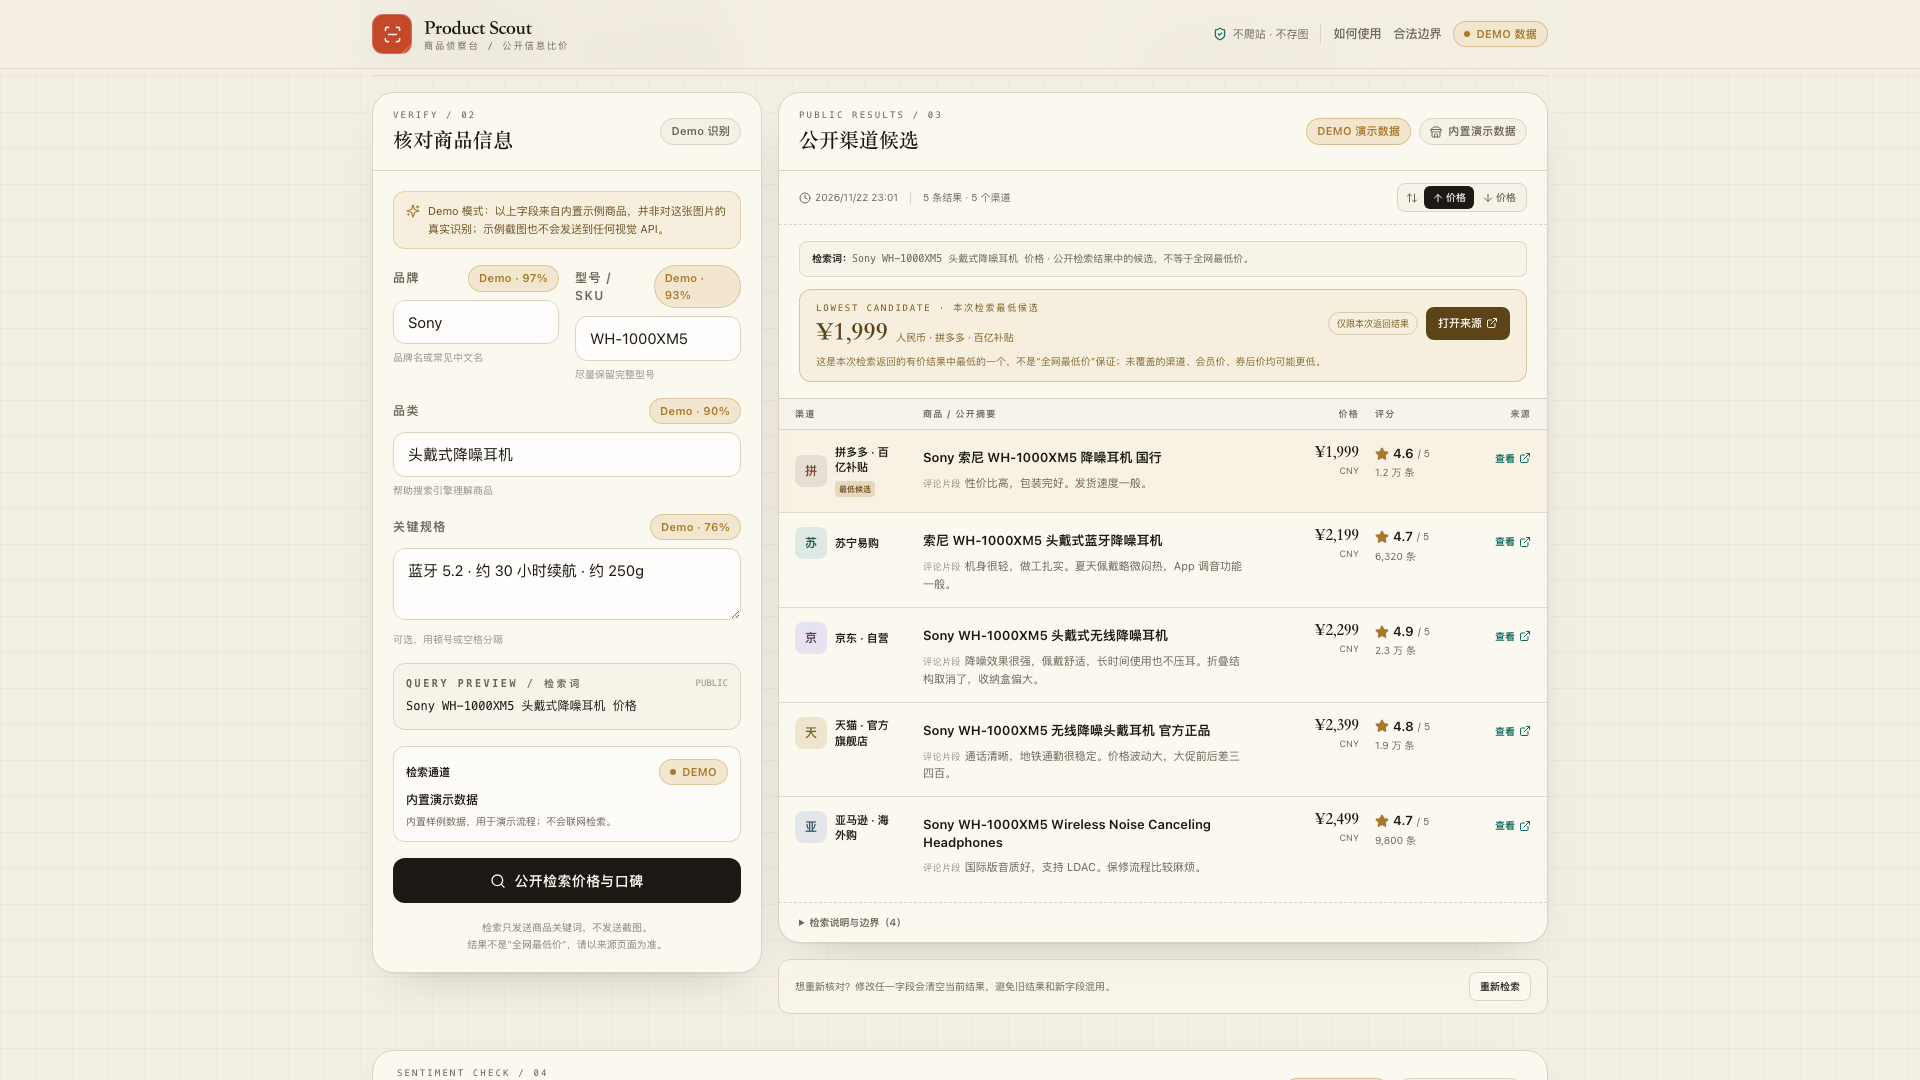 Product Scout
商品侦察台 / 公开信息比价
不爬站 · 不存图
如何使用
合法边界
DEMO 数据
VERIFY / 02
核对商品信息
Demo 识别
Demo 模式：以上字段来自内置示例商品，并非对这张图片的
真实识别；示例截图也不会发送到任何视觉 API。
品牌
Demo · 97%
Sony
品牌名或常见中文名
型号 /
SKU
Demo ·
93%
WH-1000XM5
尽量保留完整型号
品类
Demo · 90%
头戴式降噪耳机
帮助搜索引擎理解商品
关键规格
Demo · 76%
蓝牙 5.2 · 约 30 小时续航 · 约 250g
可选，用顿号或空格分隔
QUERY PREVIEW / 检索词
PUBLIC
Sony WH-1000XM5 头戴式降噪耳机 价格
检索通道
DEMO
内置演示数据
内置样例数据，用于演示流程；不会联网检索。
公开检索价格与口碑
检索只发送商品关键词，不发送截图。
结果不是“全网最低价”，请以来源页面为准。
PUBLIC RESULTS / 03
公开渠道候选
DEMO 演示数据
内置演示数据
2026/11/22 23:01
5 条结果 · 5 个渠道
↑ 价格
↓ 价格
检索词：Sony WH-1000XM5 头戴式降噪耳机 价格 · 公开检索结果中的候选，不等于全网最低价。
LOWEST CANDIDATE · 本次检索最低候选
¥1,999 人民币 · 拼多多 · 百亿补贴
仅限本次返回结果
打开来源
这是本次检索返回的有价结果中最低的一个，不是“全网最低价”保证；未覆盖的渠道、会员价、券后价均可能更低。
渠道
商品 / 公开摘要
价格
评分
来源
拼
拼多多 · 百
亿补贴
最低候选
Sony 索尼 WH-1000XM5 降噪耳机 国行
评论片段 性价比高，包装完好。发货速度一般。
¥1,999
CNY
4.6 / 5
1.2 万 条
查看
苏
苏宁易购
索尼 WH-1000XM5 头戴式蓝牙降噪耳机
评论片段 机身很轻，做工扎实。夏天佩戴略微闷热，App 调音功能
一般。
¥2,199
CNY
4.7 / 5
6,320 条
查看
京
京东 · 自营
Sony WH-1000XM5 头戴式无线降噪耳机
评论片段 降噪效果很强，佩戴舒适，长时间使用也不压耳。折叠结
构取消了，收纳盒偏大。
¥2,299
CNY
4.9 / 5
2.3 万 条
查看
天
天猫 · 官方
旗舰店
Sony WH-1000XM5 无线降噪头戴耳机 官方正品
评论片段 通话清晰，地铁通勤很稳定。价格波动大，大促前后差三
四百。
¥2,399
CNY
4.8 / 5
1.9 万 条
查看
亚
亚马逊 · 海
外购
Sony WH-1000XM5 Wireless Noise Canceling
Headphones
评论片段 国际版音质好，支持 LDAC。保修流程比较麻烦。
¥2,499
CNY
4.7 / 5
9,800 条
查看
检索说明与边界（4）
想重新核对？修改任一字段会清空当前结果，避免旧结果和新字段混用。
重新检索
SENTIMENT CHECK / 04